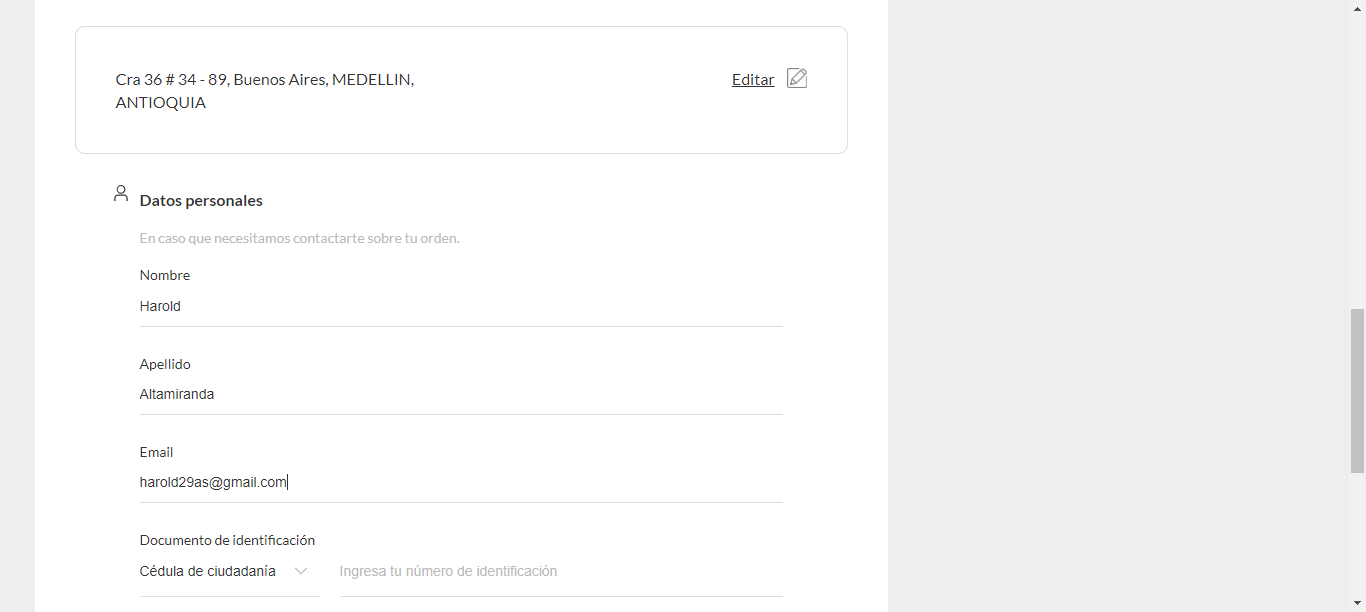 Cra 36 # 34 - 89, Buenos Aires, MEDELLIN,
ANTIOQUIA
Editar
Datos personales
En caso que necesitamos contactarte sobre tu orden.
Nombre
Harold
Apellido
Altamiranda
Email
harold29as@gmail.com
Documento de identificación
Cédula de ciudadanía
Ingresa tu número de identificación